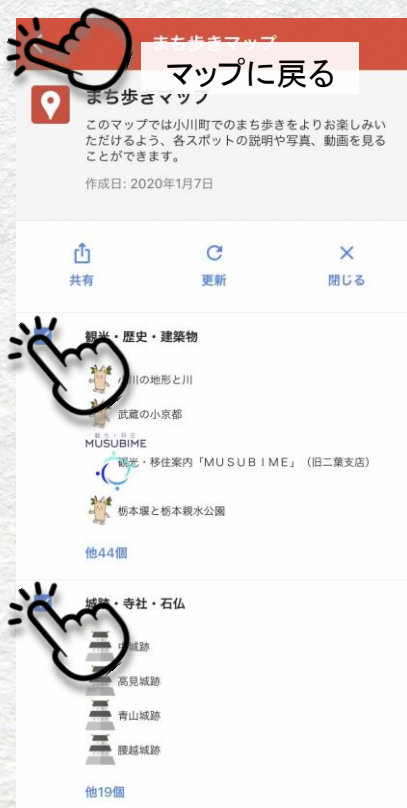 まち歩きマップ
マップに戻る
まち歩きマップ
このマップでは小川町でのまち歩きをよりお楽しみい
ただけるよう、各スポットの説明や写真、動画を見る
ことができます。
作成日: 2020年1月7日
共有
更新
閉じる
観光・歴史・建築物
小川の地形と川
武蔵の小京都
観光・移住
MUSUBIME
観光・移住案内「MUSUBIME」(旧二葉支店)
栃本堰と栃本親水公園
他44個
城跡・寺社・石仏
中城跡
高見城跡
青山城跡
腰越城跡
他19個